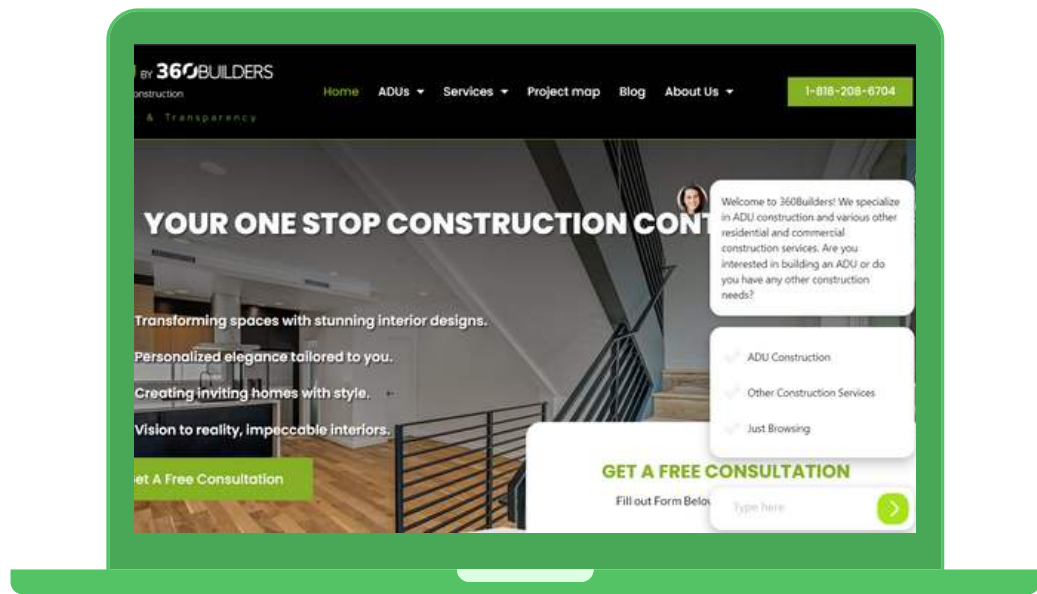 BY 360BUILDERS
onstruction
& Transparency
Home ADUs Services Project map Blog About Us
1-818-208-6704
YOUR ONE STOP CONSTRUCTION CONT
Transforming spaces with stunning interior designs.
Personalized elegance tailored to you.
Creating inviting homes with style.
Vision to reality, impeccable interiors.
et A Free Consultation
Welcome to 360Builders! We specialize
in ADU construction and various other
residential and commercial
construction services. Are you
interested in building an ADU or do
you have any other construction
needs?
ADU Construction
Other Construction Services
Just Browsing
GET A FREE CONSULTATION
Fill out Form Below
Type here